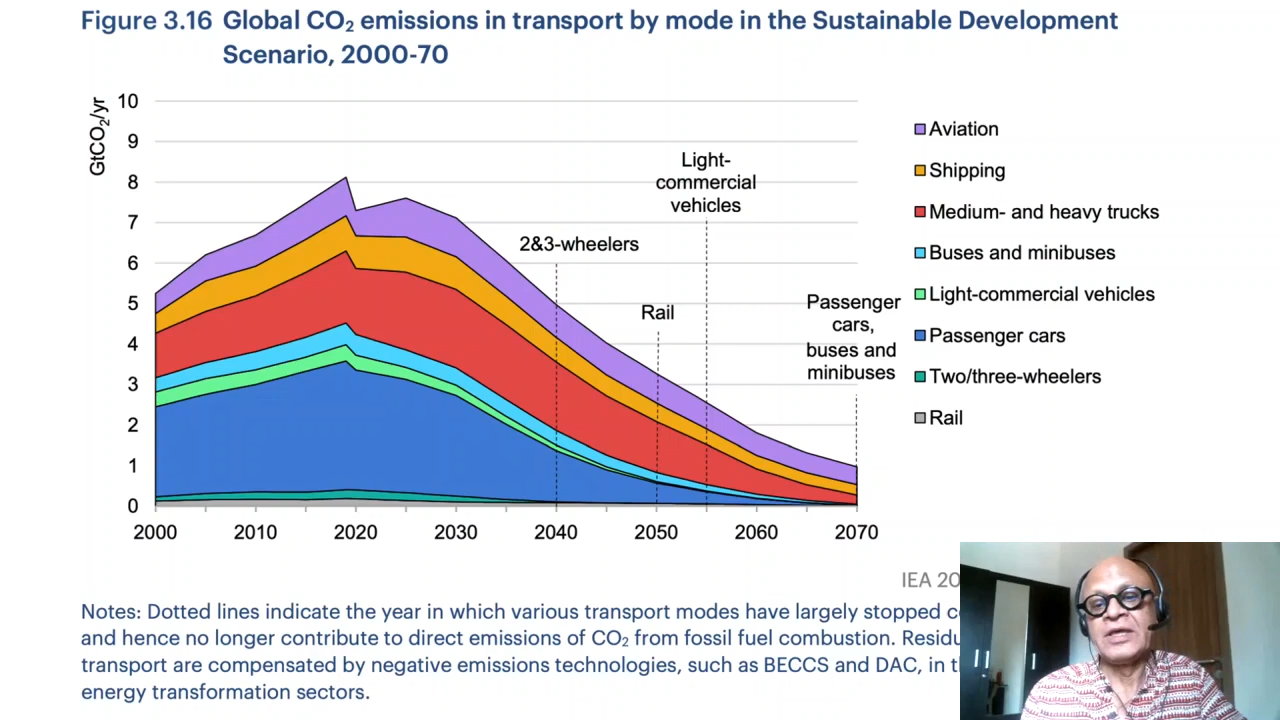 Figure 3.16 Global CO₂ emissions in transport by mode in the Sustainable Development
Scenario, 2000-70
GtCO₂/yr
10
9
8
7
6
5
4
3
2
1
0
2000 2010 2020 2030 2040 2050 2060 2070
2&3-wheelers
Rail
Light-
commercial
vehicles
Passenger
cars,
buses and
minibuses
Aviation
Shipping
Medium- and heavy trucks
Buses and minibuses
Light-commercial vehicles
Passenger cars
Two/three-wheelers
Rail
IEA 20
Notes: Dotted lines indicate the year in which various transport modes have largely stopped
and hence no longer contribute to direct emissions of CO₂ from fossil fuel combustion.
transport are compensated by negative emissions technologies, such as BECCS and DAC, in
energy transformation sectors.